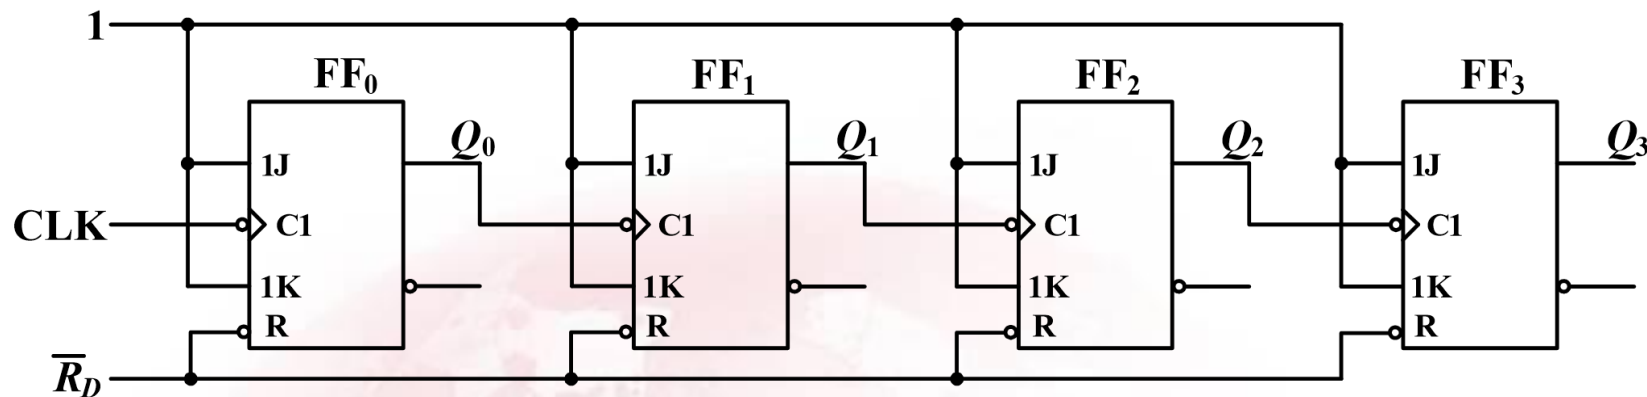 1
FF₀ FF₁ FF₂ FF₃
Q₀ Q₁ Q₂ Q₃
1J 1J 1J 1J
CLK C1 C1 C1 C1
1K 1K 1K 1K
R R R R
R̅_D